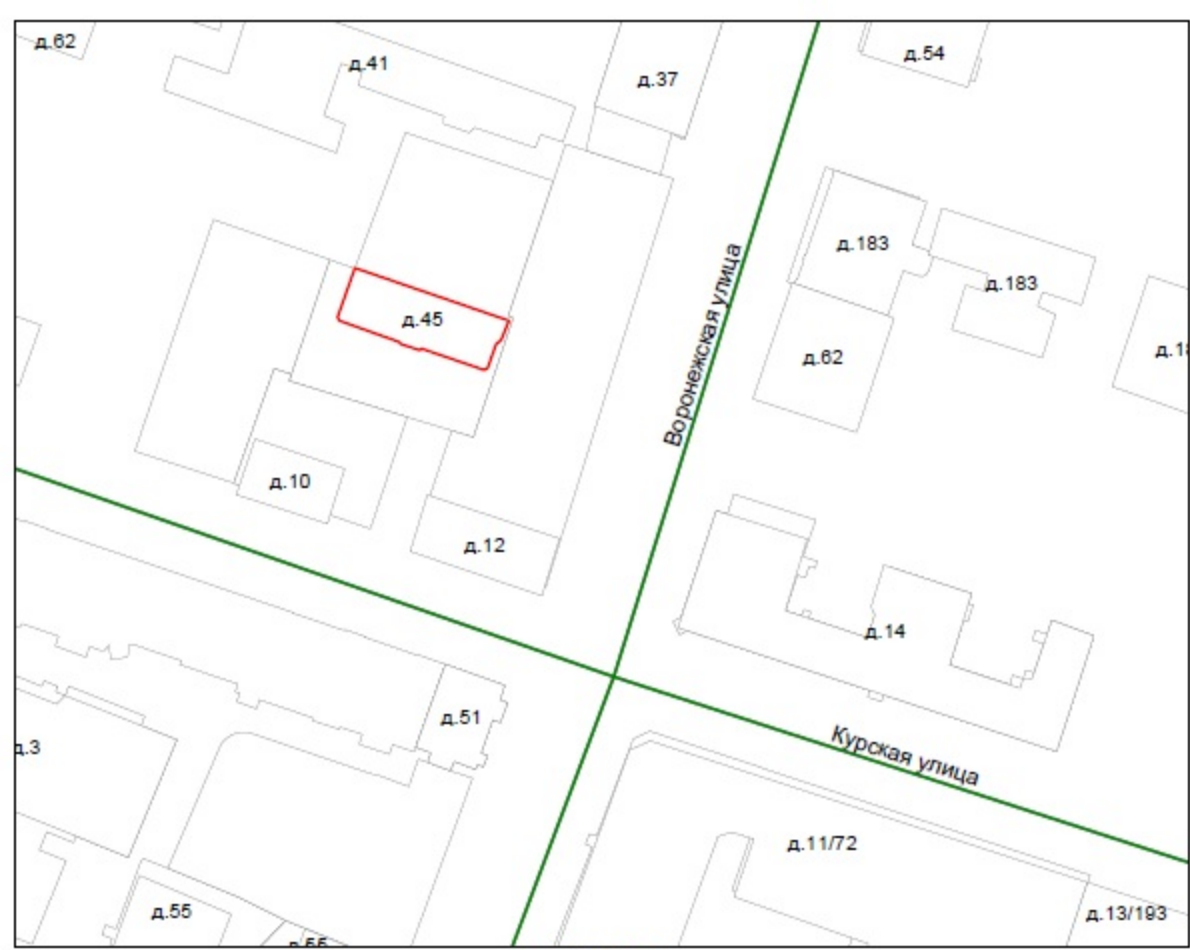 д.62
д.41
д.37
д.54
д.183
д.183
д.45
д.62
Воронежская улица
д.10
д.12
д.14
д.51
д.3
Курская улица
д.11/72
д.55
д.13/193